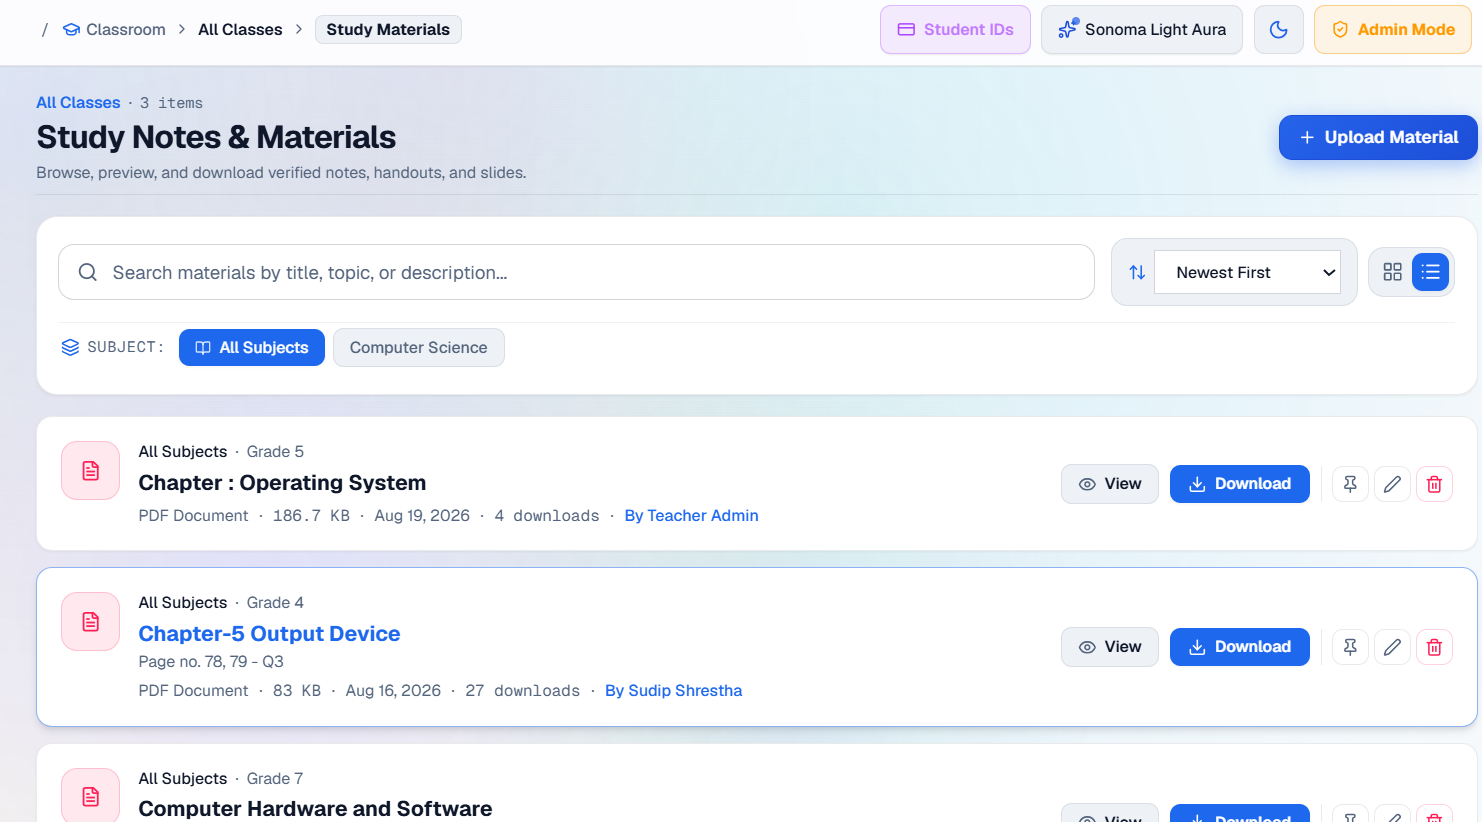 / Classroom > All Classes > Study Materials
Student IDs
Sonoma Light Aura
Admin Mode
All Classes · 3 items
Study Notes & Materials
Browse, preview, and download verified notes, handouts, and slides.
+ Upload Material
Search materials by title, topic, or description...
Newest First
SUBJECT:
All Subjects
Computer Science
All Subjects · Grade 5
Chapter : Operating System
PDF Document · 186.7 KB · Aug 19, 2026 · 4 downloads · By Teacher Admin
View
Download
All Subjects · Grade 4
Chapter-5 Output Device
Page no. 78, 79 - Q3
PDF Document · 83 KB · Aug 16, 2026 · 27 downloads · By Sudip Shrestha
View
Download
All Subjects · Grade 7
Computer Hardware and Software
View
Download